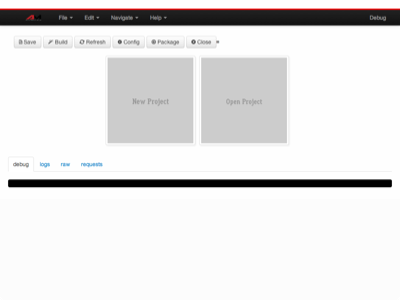 File Edit Navigate Help Debug
Save Build Refresh Config Package Close »
New Project Open Project
debug logs raw requests